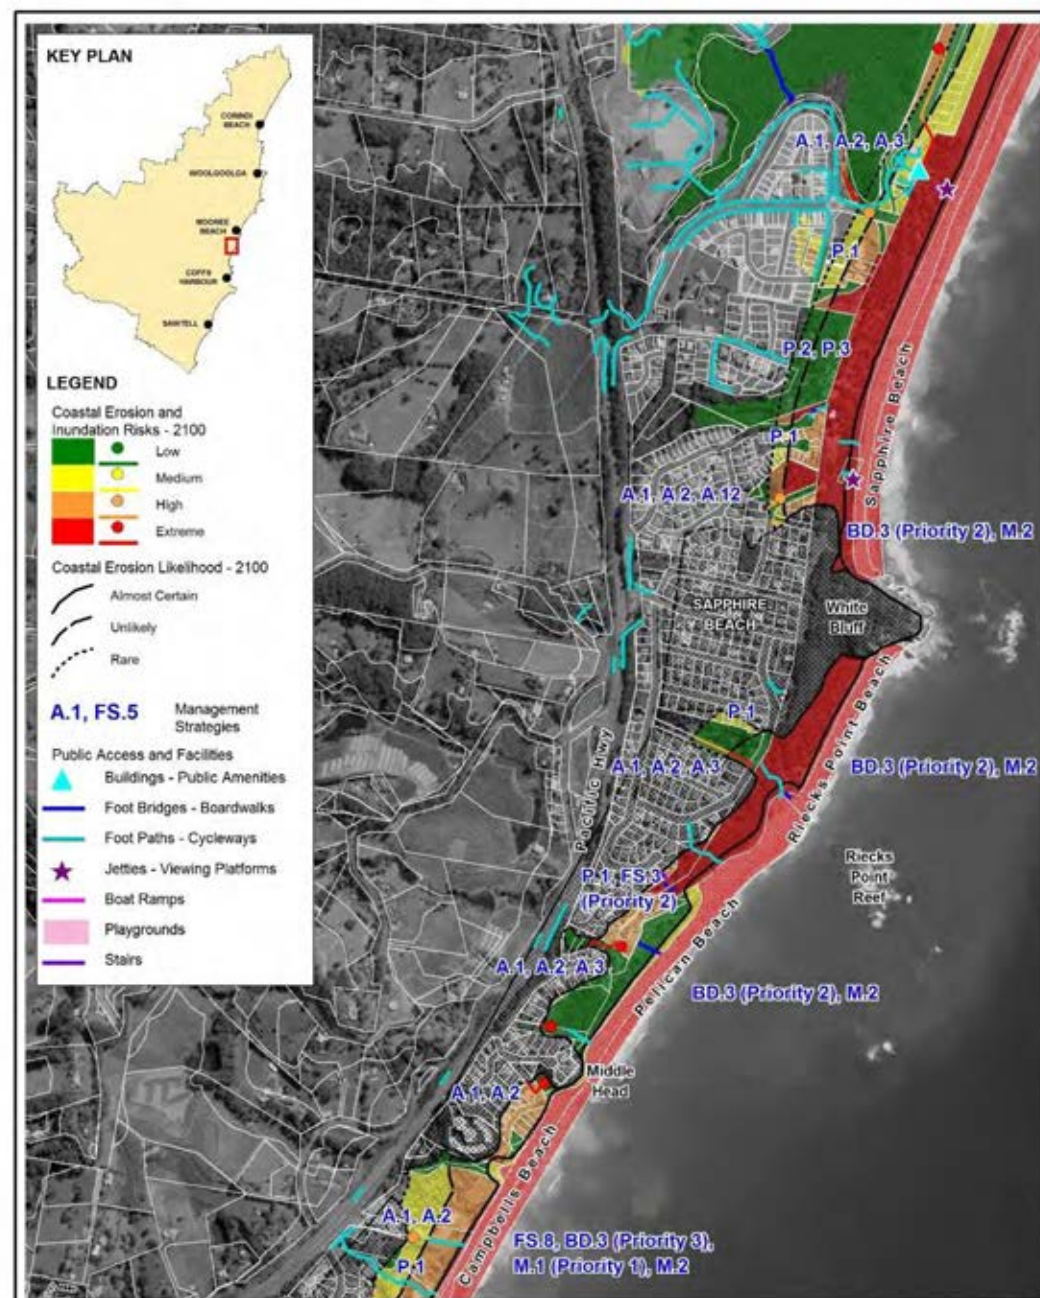 KEY PLAN
CORINDI
BEACH
WOOLGOOLGA
MOONEE
BEACH
COFFS
HARBOUR
SAWTELL
LEGEND
Coastal Erosion and
Inundation Risks - 2100
Low
Medium
High
Extreme
Coastal Erosion Likelihood - 2100
Almost Certain
Unlikely
Rare
A.1, FS.5
Management
Strategies
Public Access and Facilities
Buildings - Public Amenities
Foot Bridges - Boardwalks
Foot Paths - Cycleways
Jetties - Viewing Platforms
Boat Ramps
Playgrounds
Stairs
A.1, A.2, A.3
P.1
P.2, P.3
Sapphire Beach
P.1
A.1, A.2, A.12
BD.3 (Priority 2), M.2
SAPPHIRE
BEACH
White
Bluff
P.1
A.1, A.2, A.3
Riecks Point Beach
BD.3 (Priority 2), M.2
Pacific Hwy
Riecks
Point
Reef
P.1, FS.3
(Priority 2)
A.1, A.2, A.3
Pelican Beach
BD.3 (Priority 2), M.2
Middle
Head
A.1, A.2
Campbells Beach
A.1, A.2
P.1
FS.8, BD.3 (Priority 3),
M.1 (Priority 1), M.2